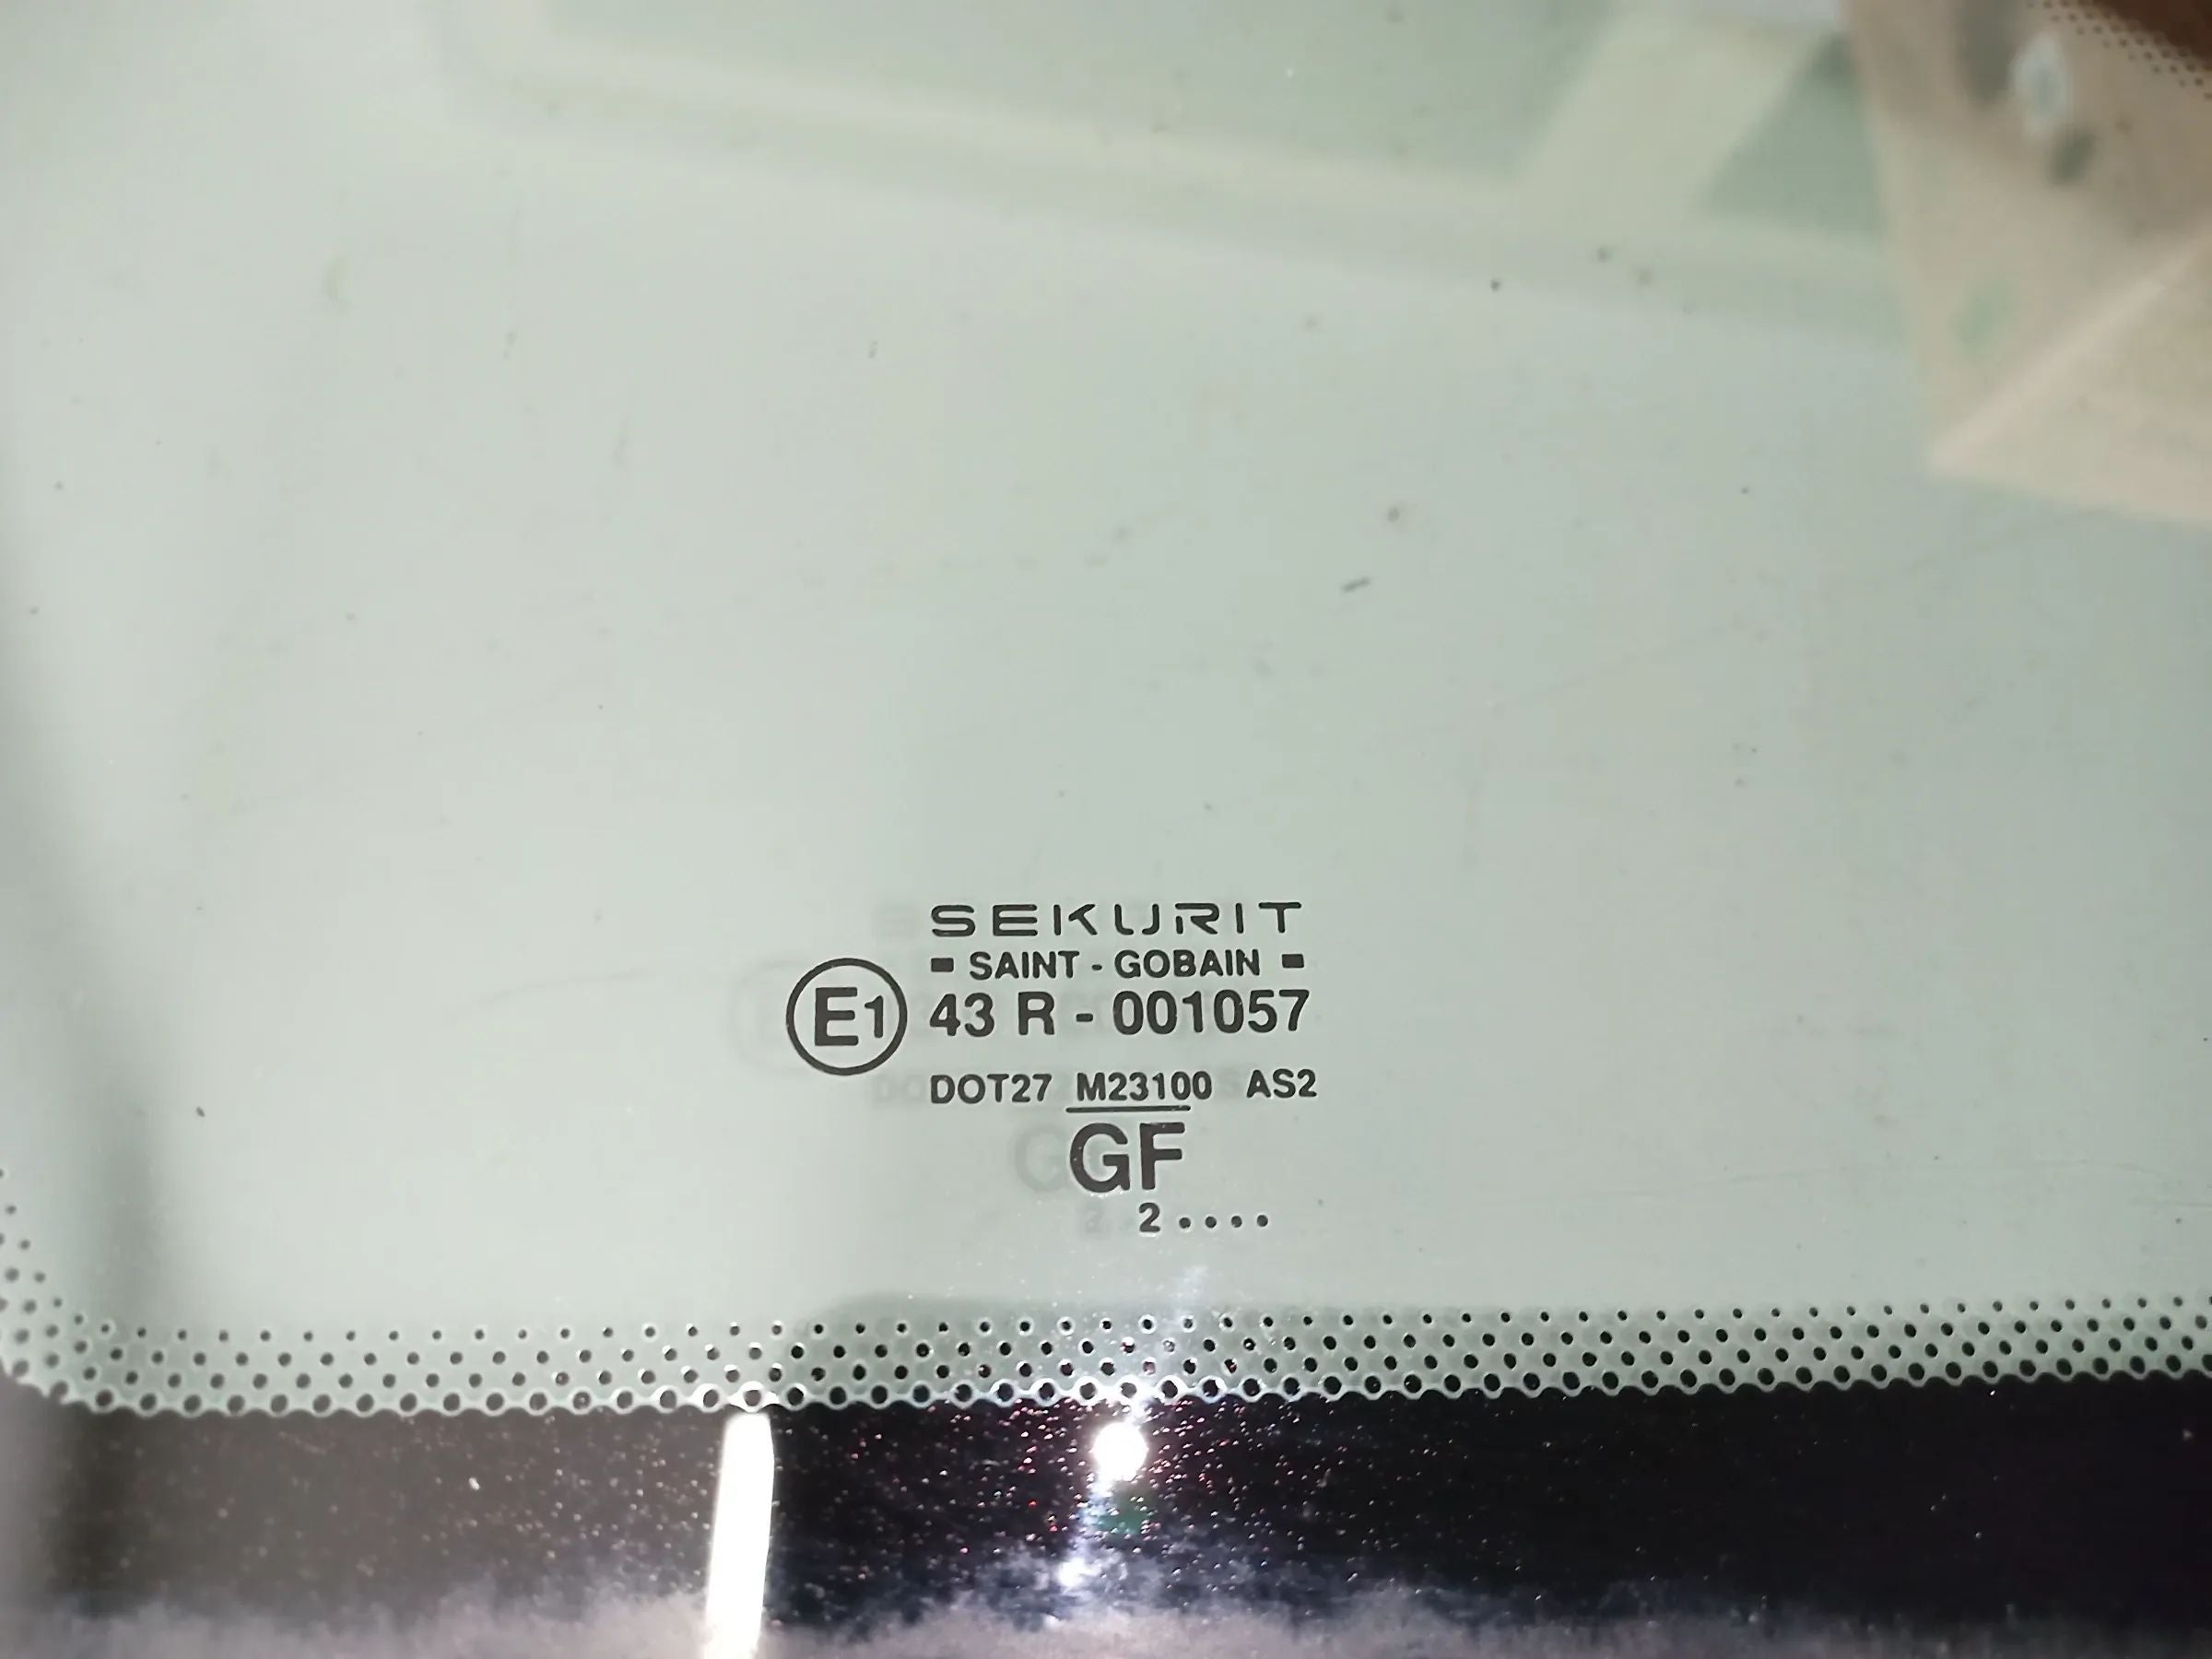 SEKURIT
- SAINT - GOBAIN -
E1 43 R - 001057
DOT27 M23100 AS2
GF
2 ....